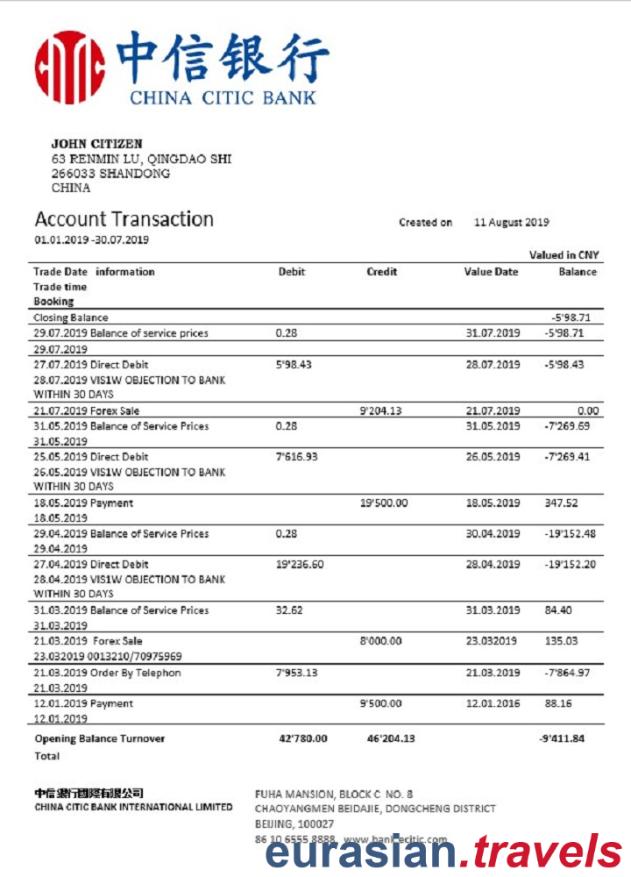 中信银行
CHINA CITIC BANK
JOHN CITIZEN
63 RENMIN LU, QINGDAO SHI
266033 SHANDONG
CHINA
Account Transaction Created on 11 August 2019
01.01.2019 -30.07.2019
Valued in CNY
Trade Date information Debit Credit Value Date Balance
Trade time
Booking
Closing Balance -5'98.71
29.07.2019 Balance of service prices 0.28 31.07.2019 -5'98.71
29.07.2019
27.07.2019 Direct Debit 5'98.43 28.07.2019 -5'98.43
28.07.2019 VIS1W OBJECTION TO BANK
WITHIN 30 DAYS
21.07.2019 Forex Sale 9'204.13 21.07.2019 0.00
31.05.2019 Balance of Service Prices 0.28 31.05.2019 -7'269.69
31.05.2019
25.05.2019 Direct Debit 7'616.93 26.05.2019 -7'269.41
26.05.2019 VIS1W OBJECTION TO BANK
WITHIN 30 DAYS
18.05.2019 Payment 19'500.00 18.05.2019 347.52
18.05.2019
29.04.2019 Balance of Service Prices 0.28 30.04.2019 -19'152.48
29.04.2019
27.04.2019 Direct Debit 19'236.60 28.04.2019 -19'152.20
28.04.2019 VIS1W OBJECTION TO BANK
WITHIN 30 DAYS
31.03.2019 Balance of Service Prices 32.62 31.03.2019 84.40
31.03.2019
21.03.2019 Forex Sale 8'000.00 23.032019 135.03
23.032019 0013210/70975969
21.03.2019 Order By Telephon 7'953.13 21.03.2019 -7'864.97
21.03.2019
12.01.2019 Payment 9'500.00 12.01.2016 88.16
12.01.2019
Opening Balance Turnover 42'780.00 46'204.13 -9'411.84
Total
中信銀行國際有限公司 FUHA MANSION, BLOCK C NO. 8
CHINA CITIC BANK INTERNATIONAL LIMITED CHAOYANGMEN BEIDAJIE, DONGCHENG DISTRICT
BEIJING, 100027
86 10 6555 8888, www.bank.ecitic.com
eurasian.travels